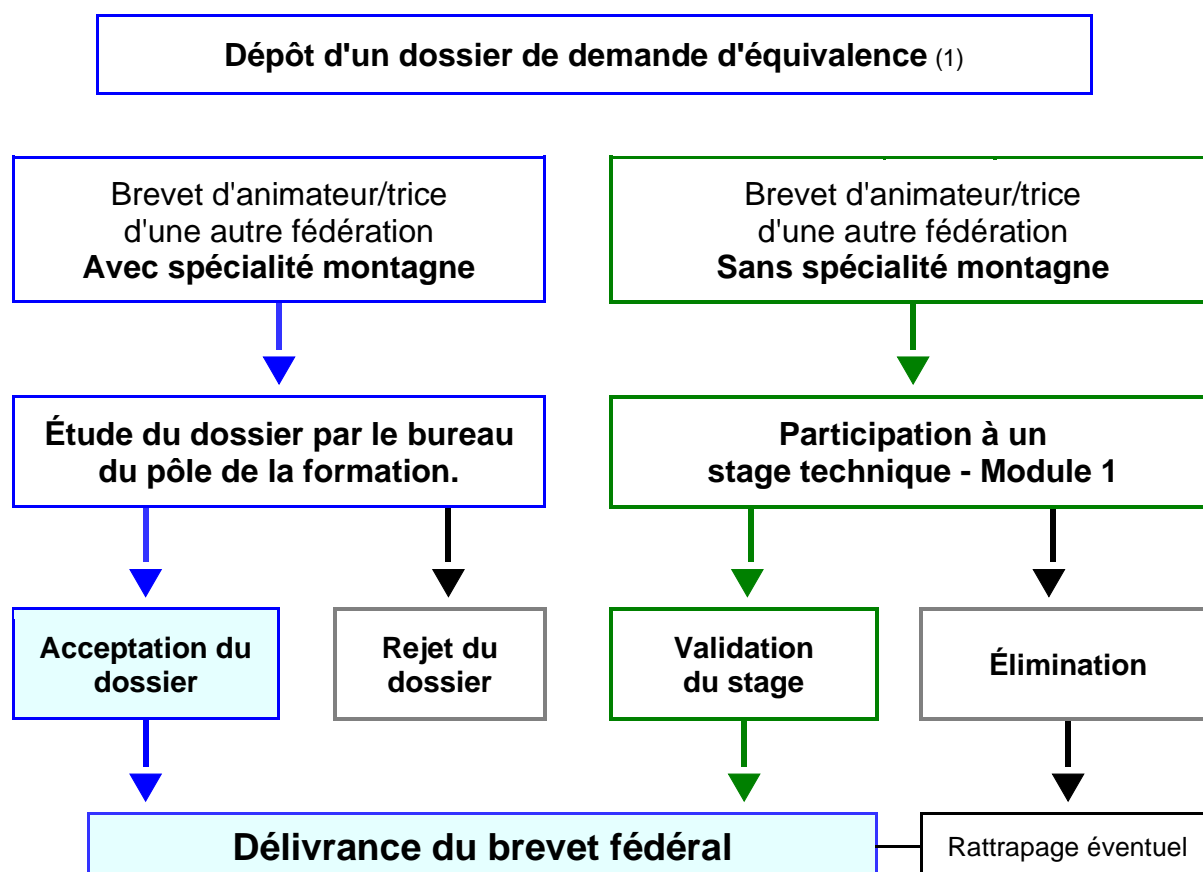 Dépôt d'un dossier de demande d'équivalence (1)
Brevet d'animateur/trice
d'une autre fédération
Avec spécialité montagne
Brevet d'animateur/trice
d'une autre fédération
Sans spécialité montagne
Étude du dossier par le bureau
du pôle de la formation.
Participation à un
stage technique - Module 1
Acceptation du
dossier
Rejet du
dossier
Validation
du stage
Élimination
Délivrance du brevet fédéral
Rattrapage éventuel